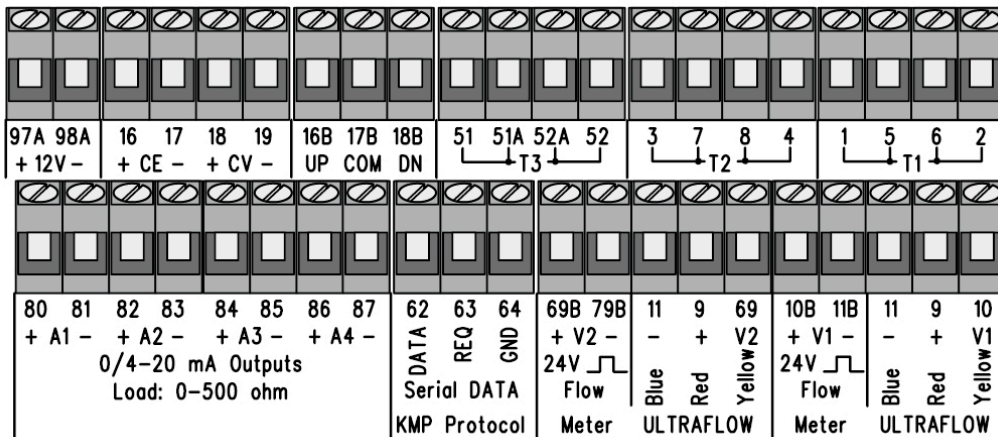 97A 98A 16 17 18 19 16B 17B 18B 51 51A 52A 52 3 7 8 4 1 5 6 2
+ 12V - + CE - + CV - UP COM DN T3 T2 T1
80 81 82 83 84 85 86 87 62 63 64 69B 79B 11 9 69 10B 11B 11 9 10
+ A1 - + A2 - + A3 - + A4 - DATA REQ GND + V2 - - + V2 + V1 - - + V1
0/4-20 mA Outputs 24V Blue Red Yellow 24V Blue Red Yellow
Load: 0-500 ohm Serial DATA Flow Flow
KMP Protocol Meter ULTRAFLOW Meter ULTRAFLOW